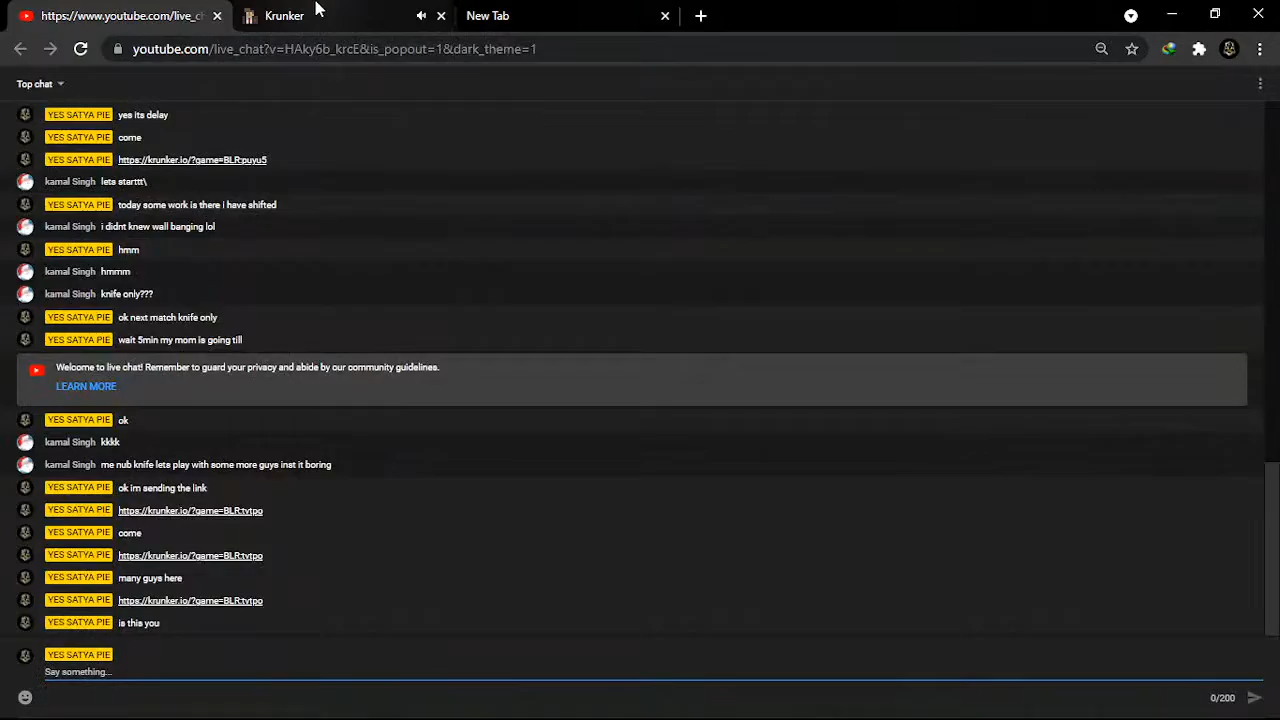 https://www.youtube.com/live_c
Krunker
New Tab
youtube.com/live_chat?v=HAky6b_krcE&is_popout=1&dark_theme=1
Top chat
YES SATYA PIE yes its delay
YES SATYA PIE come
YES SATYA PIE https://krunker.io/?game=BLR:puyu5
kamal Singh lets starttt\
YES SATYA PIE today some work is there i have shifted
kamal Singh i didnt knew wall banging lol
YES SATYA PIE hmm
kamal Singh hmmm
kamal Singh knife only???
YES SATYA PIE ok next match knife only
YES SATYA PIE wait 5min my mom is going till
Welcome to live chat! Remember to guard your privacy and abide by our community guidelines.
LEARN MORE
YES SATYA PIE ok
kamal Singh kkkk
kamal Singh me nub knife lets play with some more guys inst it boring
YES SATYA PIE ok im sending the link
YES SATYA PIE https://krunker.io/?game=BLR:tvtpo
YES SATYA PIE come
YES SATYA PIE https://krunker.io/?game=BLR:tvtpo
YES SATYA PIE many guys here
YES SATYA PIE https://krunker.io/?game=BLR:tvtpo
YES SATYA PIE is this you
YES SATYA PIE
Say something...
0/200